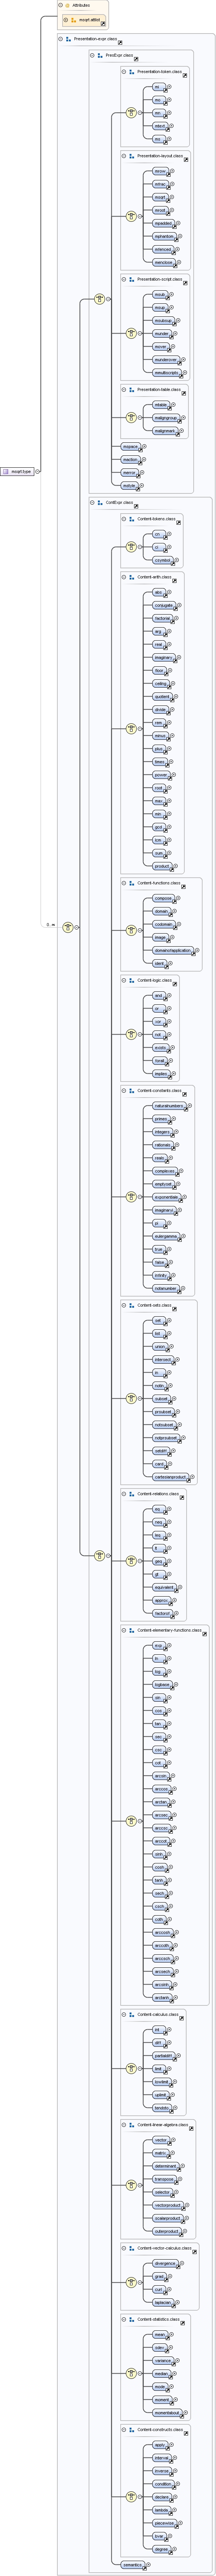 Attributes
msqrt.attlist
Presentation-expr.class
PresExpr.class
Presentation-token.class
mi
mo
mn
mtext
ms
Presentation-layout.class
mrow
mfrac
msqrt
mroot
mpadded
mphantom
mfenced
menclose
Presentation-script.class
msub
msup
msubsup
munder
mover
munderover
mmultiscripts
Presentation-table.class
mtable
maligngroup
malignmark
mspace
maction
merror
mstyle
msqrt.type
ContExpr.class
Content-tokens.class
cn
ci
csymbol
Content-arith.class
abs
conjugate
factorial
arg
real
imaginary
floor
ceiling
quotient
divide
rem
minus
plus
times
power
root
max
min
gcd
lcm
sum
product
Content-functions.class
compose
domain
codomain
image
domainofapplication
ident
0..∞
Content-logic.class
and
or
xor
not
exists
forall
implies
Content-constants.class
naturalnumbers
primes
integers
rationals
reals
complexes
emptyset
exponentiale
imaginaryi
pi
eulergamma
true
false
infinity
notanumber
Content-sets.class
set
list
union
intersect
in
notin
subset
prsubset
notsubset
notprsubset
setdiff
card
cartesianproduct
Content-relations.class
eq
neq
leq
lt
geq
gt
equivalent
approx
factorof
Content-elementary-functions.class
exp
ln
log
logbase
sin
cos
tan
sec
csc
cot
arcsin
arccos
arctan
arcsec
arccsc
arccot
sinh
cosh
tanh
sech
csch
coth
arccosh
arccoth
arccsch
arcsech
arcsinh
arctanh
Content-calculus.class
int
diff
partialdiff
limit
lowlimit
uplimit
tendsto
Content-linear-algebra.class
vector
matrix
determinant
transpose
selector
vectorproduct
scalarproduct
outerproduct
Content-vector-calculus.class
divergence
grad
curl
laplacian
Content-statistics.class
mean
sdev
variance
median
mode
moment
momentabout
Content-constructs.class
apply
interval
inverse
condition
declare
lambda
piecewise
bvar
degree
semantics